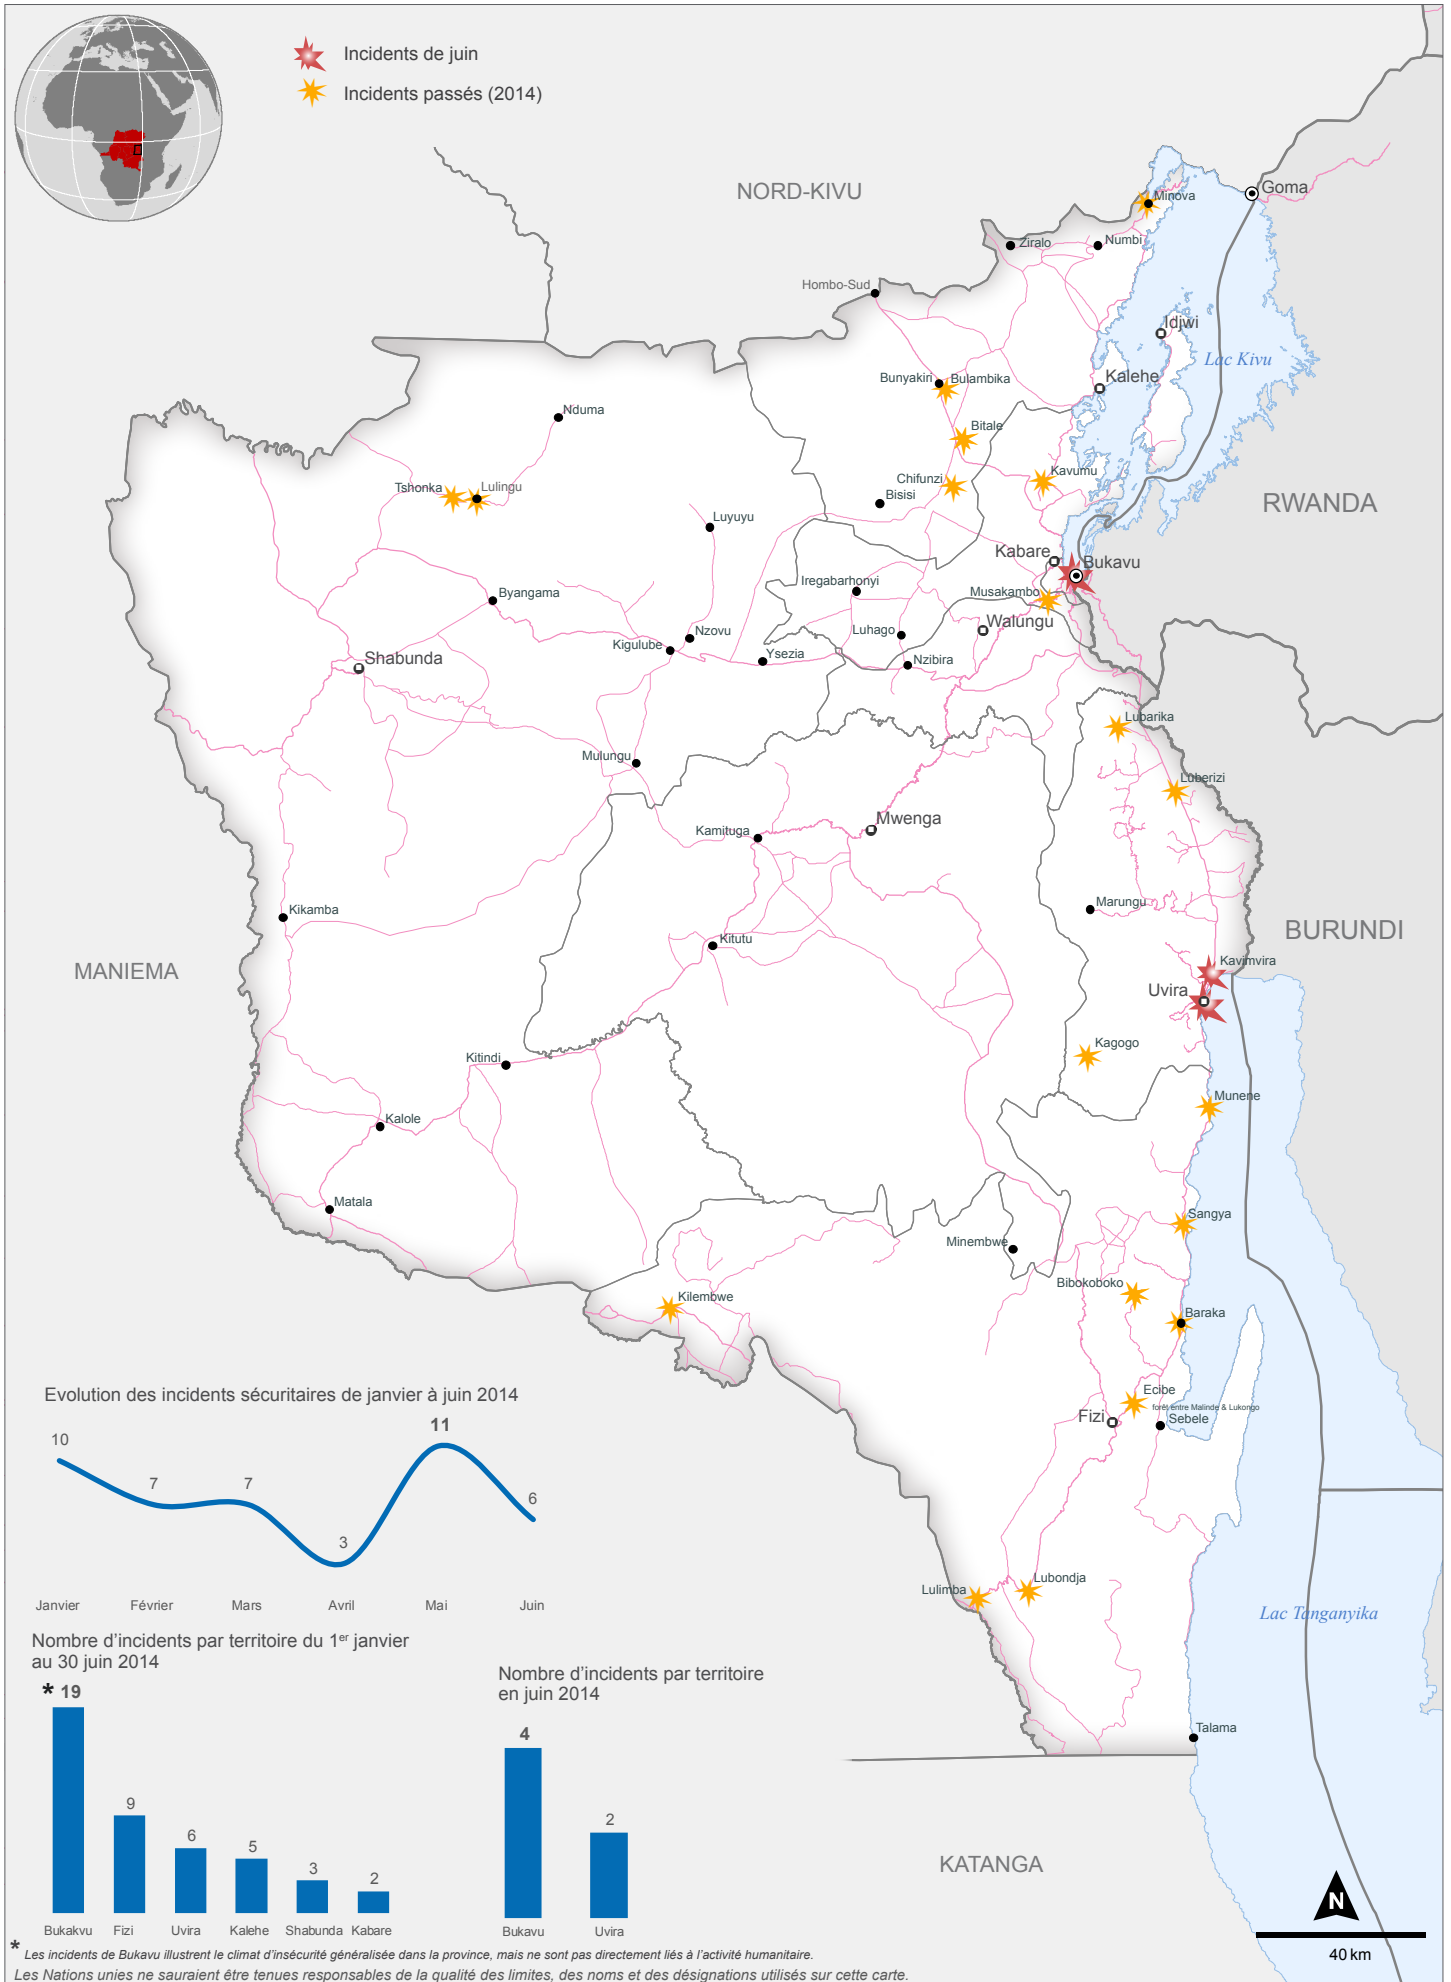 Incidents de juin
Incidents passés (2014)
NORD-KIVU
Goma
Minova
Ziralo
Numbi
Hombo-Sud
Idjwi
Lac Kivu
Kalehe
Bunyakiri
Bulambika
Nduma
Bitale
Tshonka
Lulingu
Chifunzi
Kavumu
Bisisi
RWANDA
Luyuyu
Kabare
Bukavu
Iregabarhonyi
Musakambo
Byangama
Walungu
Luhago
Nzovu
Kigulube
Ysezia
Nzibira
Shabunda
Lubarika
Mulungu
Luberizi
Mwenga
Kamituga
Marungu
Kikamba
BURUNDI
Kitutu
Kavimvira
MANIEMA
Uvira
Kagogo
Kitindi
Munene
Kalole
Matala
Sangya
Minembwe
Bibokoboko
Kilembwe
Baraka
Ecibe
forêt entre Malinde & Lukongo
Fizi
Sebele
Lulimba
Lubondja
Lac Tanganyika
Talama
KATANGA
Evolution des incidents sécuritaires de janvier à juin 2014
10
7
7
3
11
6
Janvier
Février
Mars
Avril
Mai
Juin
Nombre d'incidents par territoire du 1er janvier
au 30 juin 2014
* 19
9
6
5
3
2
Bukakvu
Fizi
Uvira
Kalehe
Shabunda
Kabare
Nombre d'incidents par territoire
en juin 2014
4
2
Bukavu
Uvira
N
40 km
* Les incidents de Bukavu illustrent le climat d'insécurité généralisée dans la province, mais ne sont pas directement liés à l'activité humanitaire.
Les Nations unies ne sauraient être tenues responsables de la qualité des limites, des noms et des désignations utilisés sur cette carte.